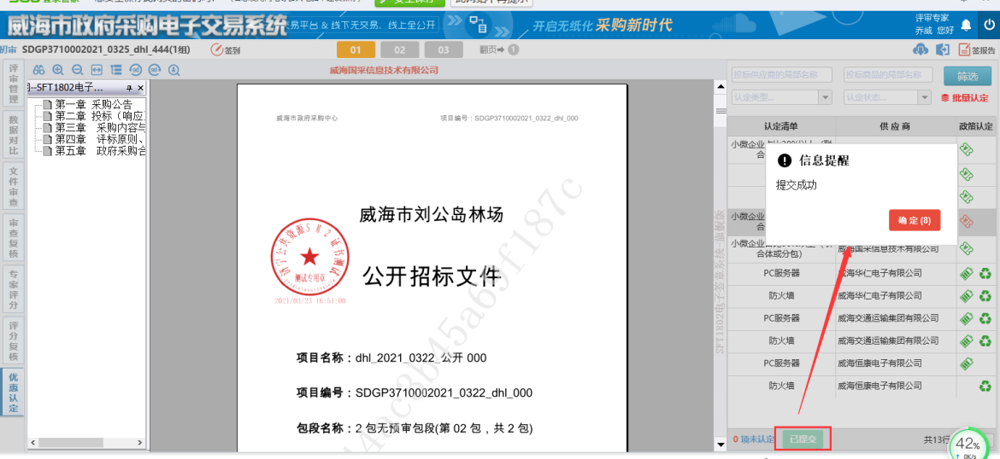 威海市政府采购电子交易系统
易平台 & 线下无交易、线上全公开
开启无纸化 采购新时代
评审专家
乔威 您好
初审 SDGP3710002021_0325_dhl_444(1组)
签到
01
02
03
翻页
1
签报告
评审管理
数据对比
文件审查
审查复核
专家评分
评分复核
优惠认定
威海国采信息技术有限公司
--SFT1802电子...
第一章 采购公告
第二章 投标（响应
第三章 采购内容与
第四章 评标原则、
第五章 政府采购合
威海市政府采购中心
项目编号：SDGP3710002021_0322_dhl_000
威海市刘公岛林场
测试专用章
2021/03/23 16:51:00
公开招标文件
项目名称：dhl_2021_0322_公开 000
项目编号：SDGP3710002021_0322_dhl_000
包段名称：2 包无预审包段(第 02 包，共 2 包)
投标供应商的局部名称
投标商品的局部名称
筛选
认定类型...
认定状态...
批量认定
认定清单
供 应 商
政策认定
小微企业
合
信息提醒
提交成功
确 定 (8)
小微企业
合
小微企业
合体或分包)
威海国采信息技术有限公司
PC服务器
威海华仁电子有限公司
防火墙
威海华仁电子有限公司
PC服务器
威海交通运输集团有限公司
防火墙
威海交通运输集团有限公司
PC服务器
威海恒康电子有限公司
防火墙
威海恒康电子有限公司
0 项未认定
已提交
共13行
42%
0K/s